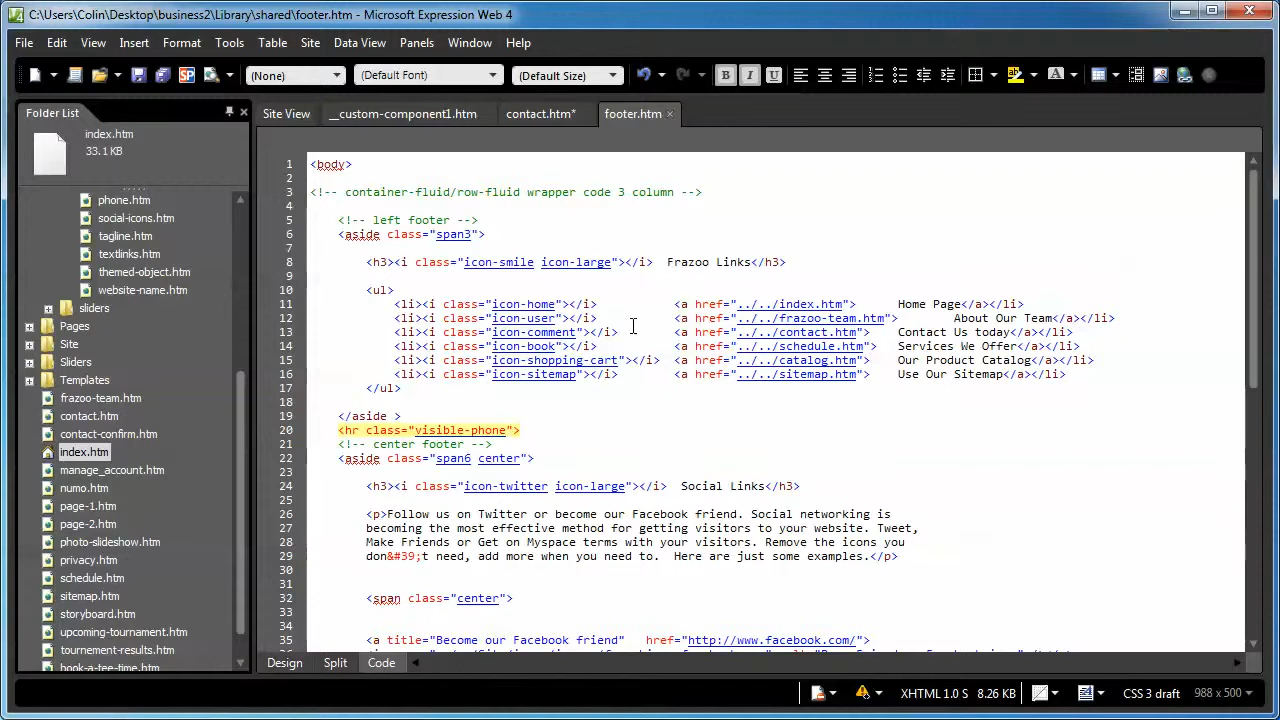 C:\Users\Colin\Desktop\business2\Library\shared\footer.htm - Microsoft Expression Web 4
File Edit View Insert Format Tools Table Site Data View Panels Window Help
SP (None) (Default Font) (Default Size) B I U A
Folder List
index.htm
33.1 KB
phone.htm
social-icons.htm
tagline.htm
textlinks.htm
themed-object.htm
website-name.htm
sliders
Pages
Site
Sliders
Templates
frazoo-team.htm
contact.htm
contact-confirm.htm
index.htm
manage_account.htm
numo.htm
page-1.htm
page-2.htm
photo-slideshow.htm
privacy.htm
schedule.htm
sitemap.htm
storyboard.htm
upcoming-tournament.htm
tournement-results.htm
book-a-tee-time.htm
Site View __custom-component1.htm contact.htm* footer.htm ×
1 <body>
2
3 <!-- container-fluid/row-fluid wrapper code 3 column -->
4
5 <!-- left footer -->
6 <aside class="span3">
7
8 <h3><i class="icon-smile icon-large"></i> Frazoo Links</h3>
9
10 <ul>
11 <li><i class="icon-home"></i> <a href="../../index.htm"> Home Page</a></li>
12 <li><i class="icon-user"></i> <a href="../../frazoo-team.htm"> About Our Team</a></li>
13 <li><i class="icon-comment"></i> <a href="../../contact.htm"> Contact Us today</a></li>
14 <li><i class="icon-book"></i> <a href="../../schedule.htm"> Services We Offer</a></li>
15 <li><i class="icon-shopping-cart"></i> <a href="../../catalog.htm"> Our Product Catalog</a></li>
16 <li><i class="icon-sitemap"></i> <a href="../../sitemap.htm"> Use Our Sitemap</a></li>
17 </ul>
18
19 </aside >
20 <hr class="visible-phone">
21 <!-- center footer -->
22 <aside class="span6 center">
23
24 <h3><i class="icon-twitter icon-large"></i> Social Links</h3>
25
26 <p>Follow us on Twitter or become our Facebook friend. Social networking is
27 becoming the most effective method for getting visitors to your website. Tweet,
28 Make Friends or Get on Myspace terms with your visitors. Remove the icons you
29 don&#39;t need, add more when you need to. Here are just some examples.</p>
30
31
32 <span class="center">
33
34
35 <a title="Become our Facebook friend" href="http://www.facebook.com/">
Design Split Code
XHTML 1.0 S 8.26 KB CSS 3 draft 988 x 500